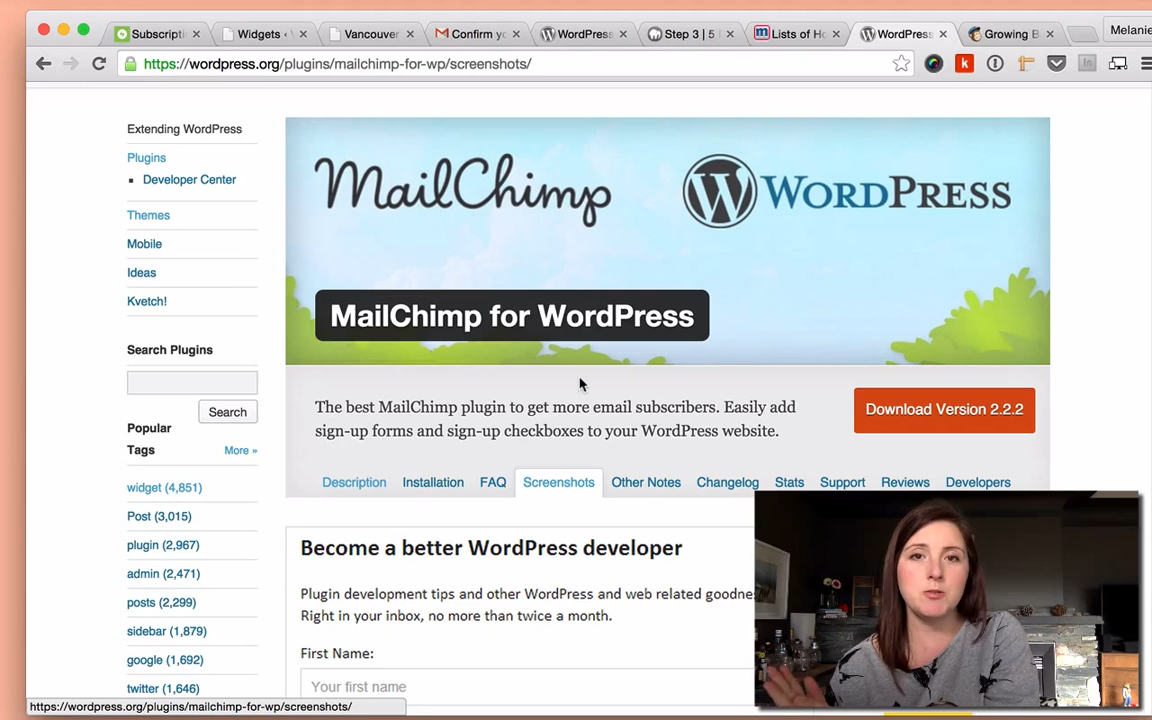 Subscripti
Widgets ‹
Vancouver
Confirm y
WordPress
Step 3 | 5
Lists of Ho
WordPress
Growing B
Melanie
https://wordpress.org/plugins/mailchimp-for-wp/screenshots/
Extending WordPress
Plugins
Developer Center
Themes
Mobile
Ideas
Kvetch!
Search Plugins
Search
Popular
Tags
More »
widget (4,851)
Post (3,015)
plugin (2,967)
admin (2,471)
posts (2,299)
sidebar (1,879)
google (1,692)
twitter (1,646)
MailChimp
WORDPRESS
MailChimp for WordPress
The best MailChimp plugin to get more email subscribers. Easily add
sign-up forms and sign-up checkboxes to your WordPress website.
Download Version 2.2.2
Description
Installation
FAQ
Screenshots
Other Notes
Changelog
Stats
Support
Reviews
Developers
Become a better WordPress developer
Plugin development tips and other WordPress and web related goodne
Right in your inbox, no more than twice a month.
First Name:
Your first name
https://wordpress.org/plugins/mailchimp-for-wp/screenshots/